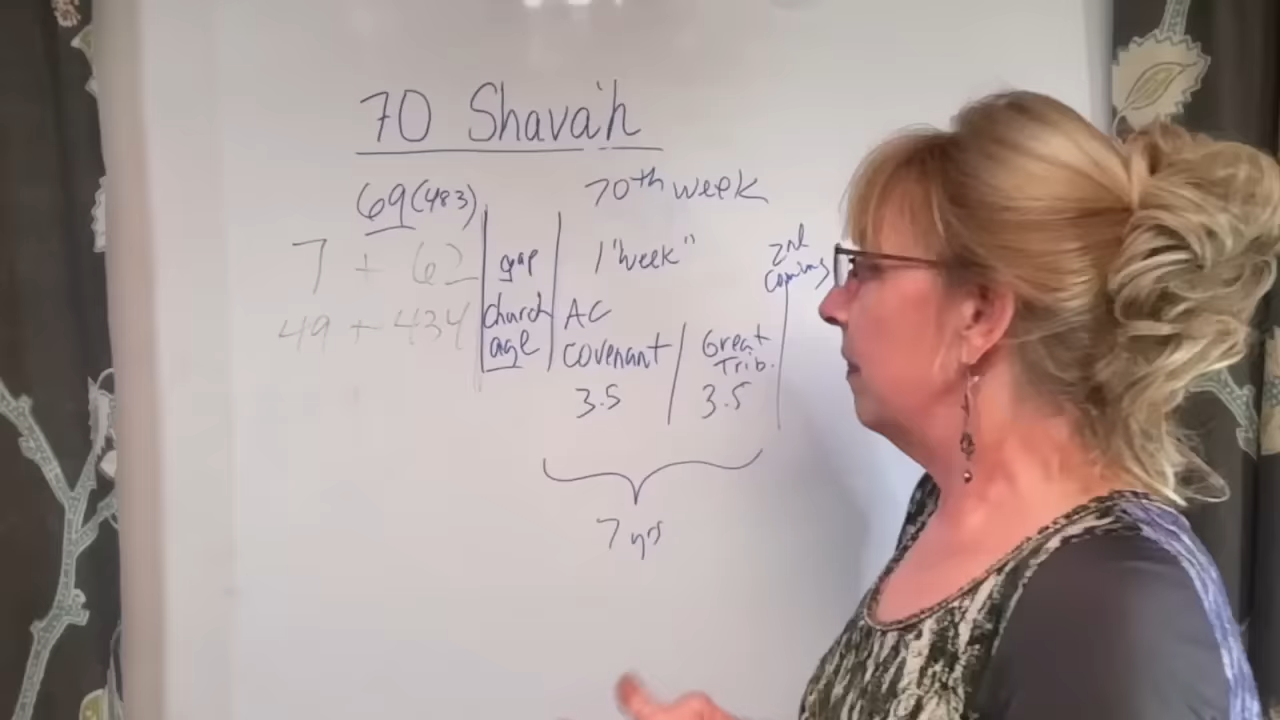 70 Shava'h
69(483)
70th week
7 + 62
gap
1 "week"
2nd
coming
49 + 434
church
age
AC
covenant
Great
Trib.
3.5
3.5
7 yrs